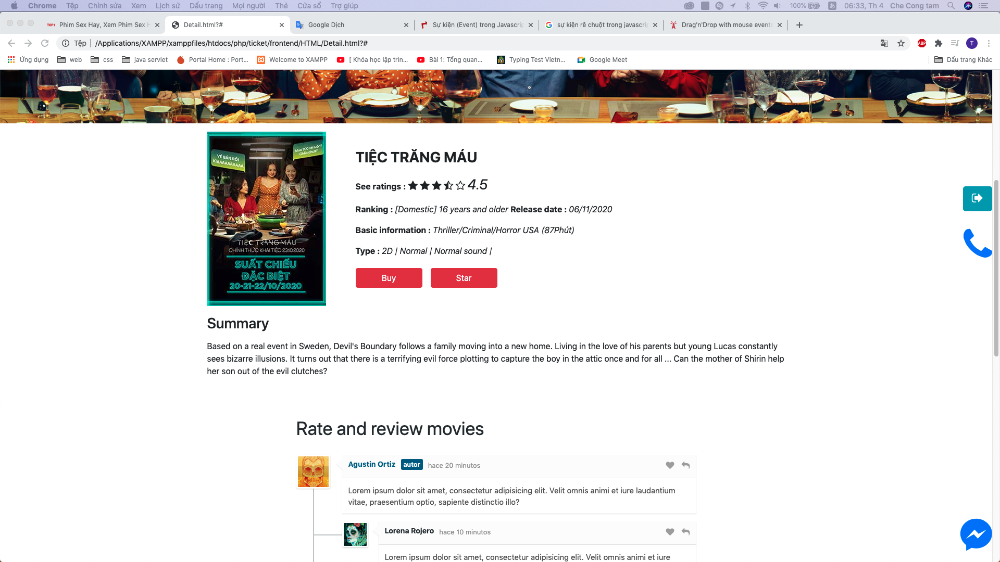 Chrome Tệp Chỉnh sửa Xem Lịch sử Dấu trang Mọi người Thẻ Cửa sổ Trợ giúp 100% あ 06:33, Th 4 Che Cong tam
TOP1 Phim Sex Hay, Xem Phim Sex H Detail.html?# Google Dịch Sự kiện (Event) trong Javascrip sự kiện rê chuột trong javascrip Drag'n'Drop with mouse events
Tệp /Applications/XAMPP/xamppfiles/htdocs/php/ticket/frontend/HTML/Detail.html?# ABP T
Ứng dụng web css java servlet Portal Home : Port... Welcome to XAMPP [ Khóa học lập trìn... Bài 1: Tổng quan... Typing Test Vietn... Google Meet Dấu trang Khác
Mua 200 vé luôn?
Chắc chưa?
VÉ BÁN RỒI
KÌAAAAAAAAAA
TIỆC TRĂNG MÁU
CHÍNH THỨC KHAI TIỆC 23.10.2020
SUẤT CHIẾU
ĐẶC BIỆT
20-21-22/10/2020
TIỆC TRĂNG MÁU
See ratings : 4.5
Ranking : [Domestic] 16 years and older Release date : 06/11/2020
Basic information : Thriller/Criminal/Horror USA (87Phút)
Type : 2D | Normal | Normal sound |
Buy Star
Summary
Based on a real event in Sweden, Devil's Boundary follows a family moving into a new home. Living in the love of his parents but young Lucas constantly
sees bizarre illusions. It turns out that there is a terrifying evil force plotting to capture the boy in the attic once and for all ... Can the mother of Shirin help
her son out of the evil clutches?
Rate and review movies
Agustin Ortiz autor hace 20 minutos
Lorem ipsum dolor sit amet, consectetur adipisicing elit. Velit omnis animi et iure laudantium
vitae, praesentium optio, sapiente distinctio illo?
Lorena Rojero hace 10 minutos
Lorem ipsum dolor sit amet, consectetur adipisicing elit. Velit omnis animi et iure